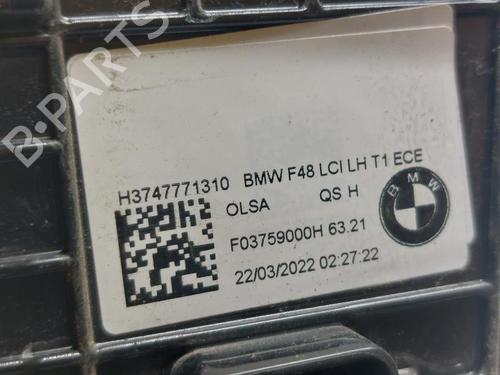 H3747771310 BMW F48 LCI LH T1 ECE
OLSA QS H
F03759000H 63.21
22/03/2022 02:27:22
BMW
B-PARTS